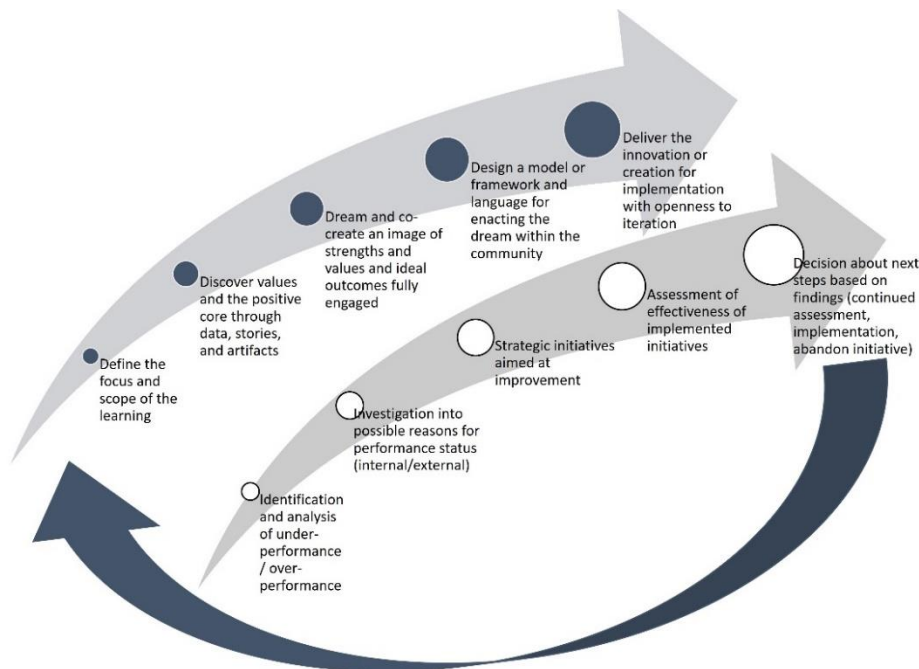 Define the
focus and
scope of the
learning
Discover values
and the positive
core through
data, stories,
and artifacts
Dream and co-
create an image of
strengths and
values and ideal
outcomes fully
engaged
Design a model or
framework and
language for
enacting the
dream within the
community
Deliver the
innovation or
creation for
implementation
with openness to
iteration
Identification
and analysis
of under-
performance
/ over-
performance
Investigation into
possible reasons for
performance status
(internal/external)
Strategic initiatives
aimed at
improvement
Assessment of
effectiveness of
implemented
initiatives
Decision about next
steps based on
findings (continued
assessment,
implementation,
abandon initiative)